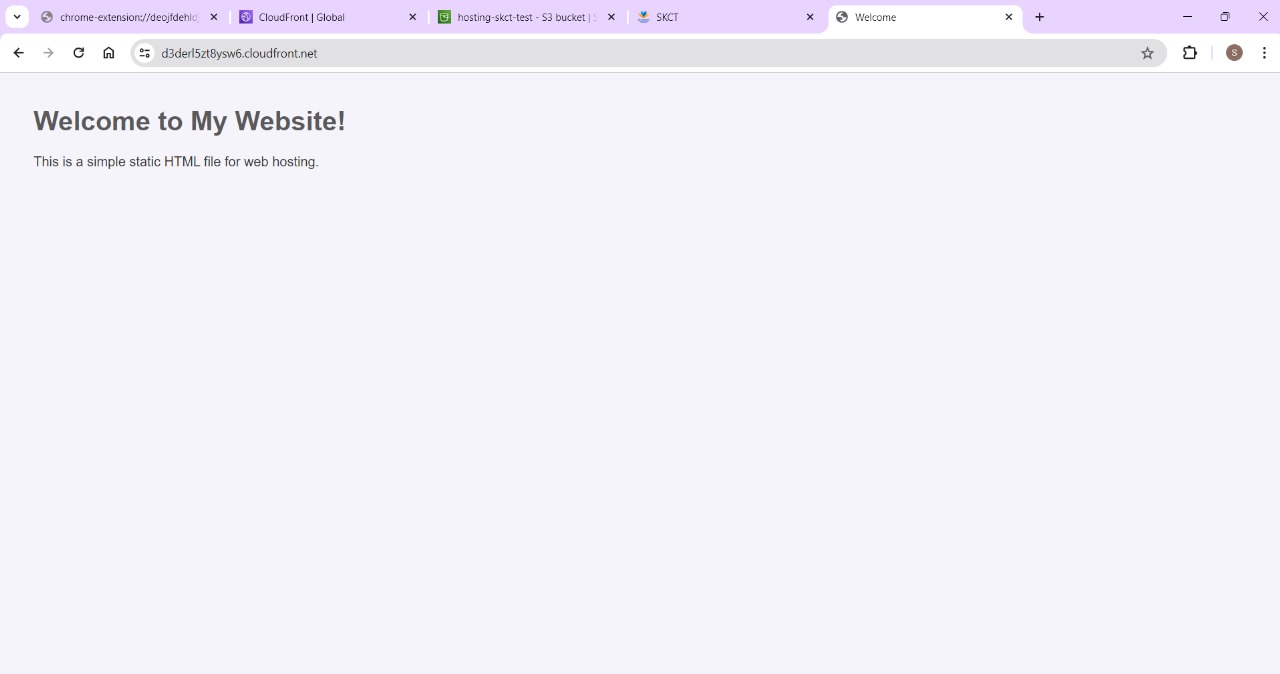 chrome-extension://deojfdehldj
CloudFront | Global
hosting-skct-test - S3 bucket | S
SKCT
Welcome
d3derl5zt8ysw6.cloudfront.net
S
Welcome to My Website!
This is a simple static HTML file for web hosting.